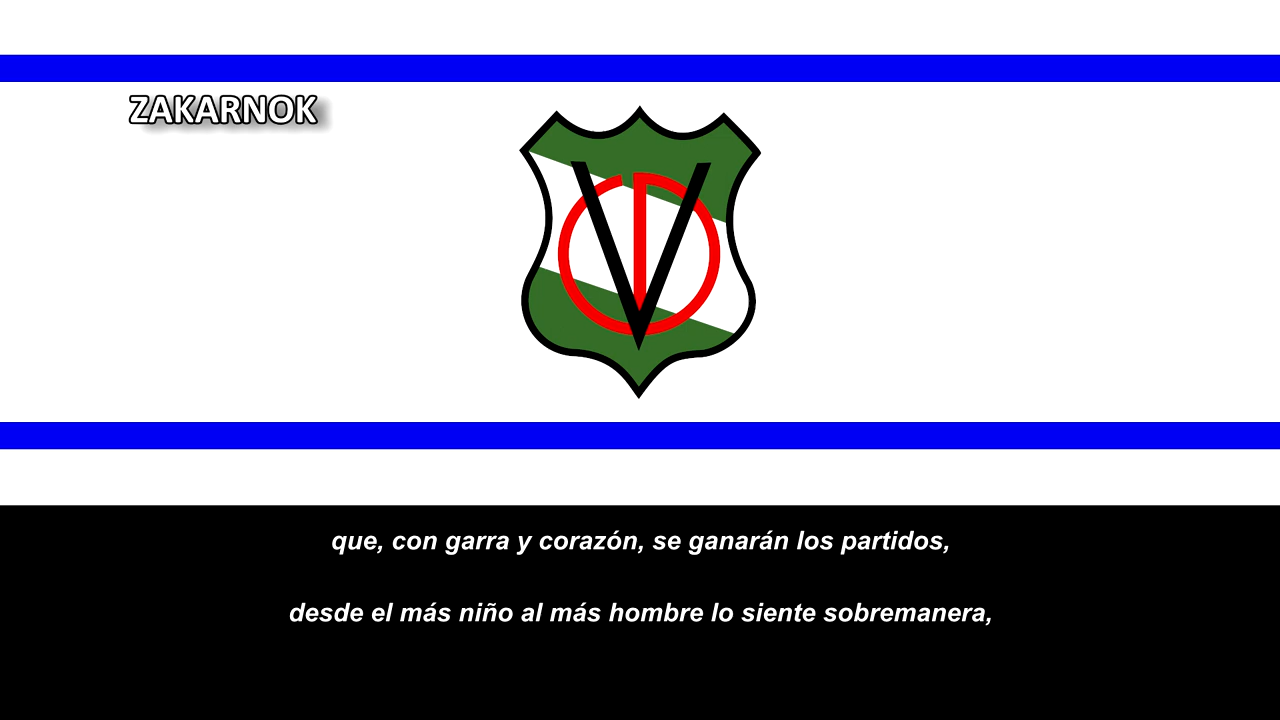 ZAKARNOK
que, con garra y corazón, se ganarán los partidos,
desde el más niño al más hombre lo siente sobremanera,